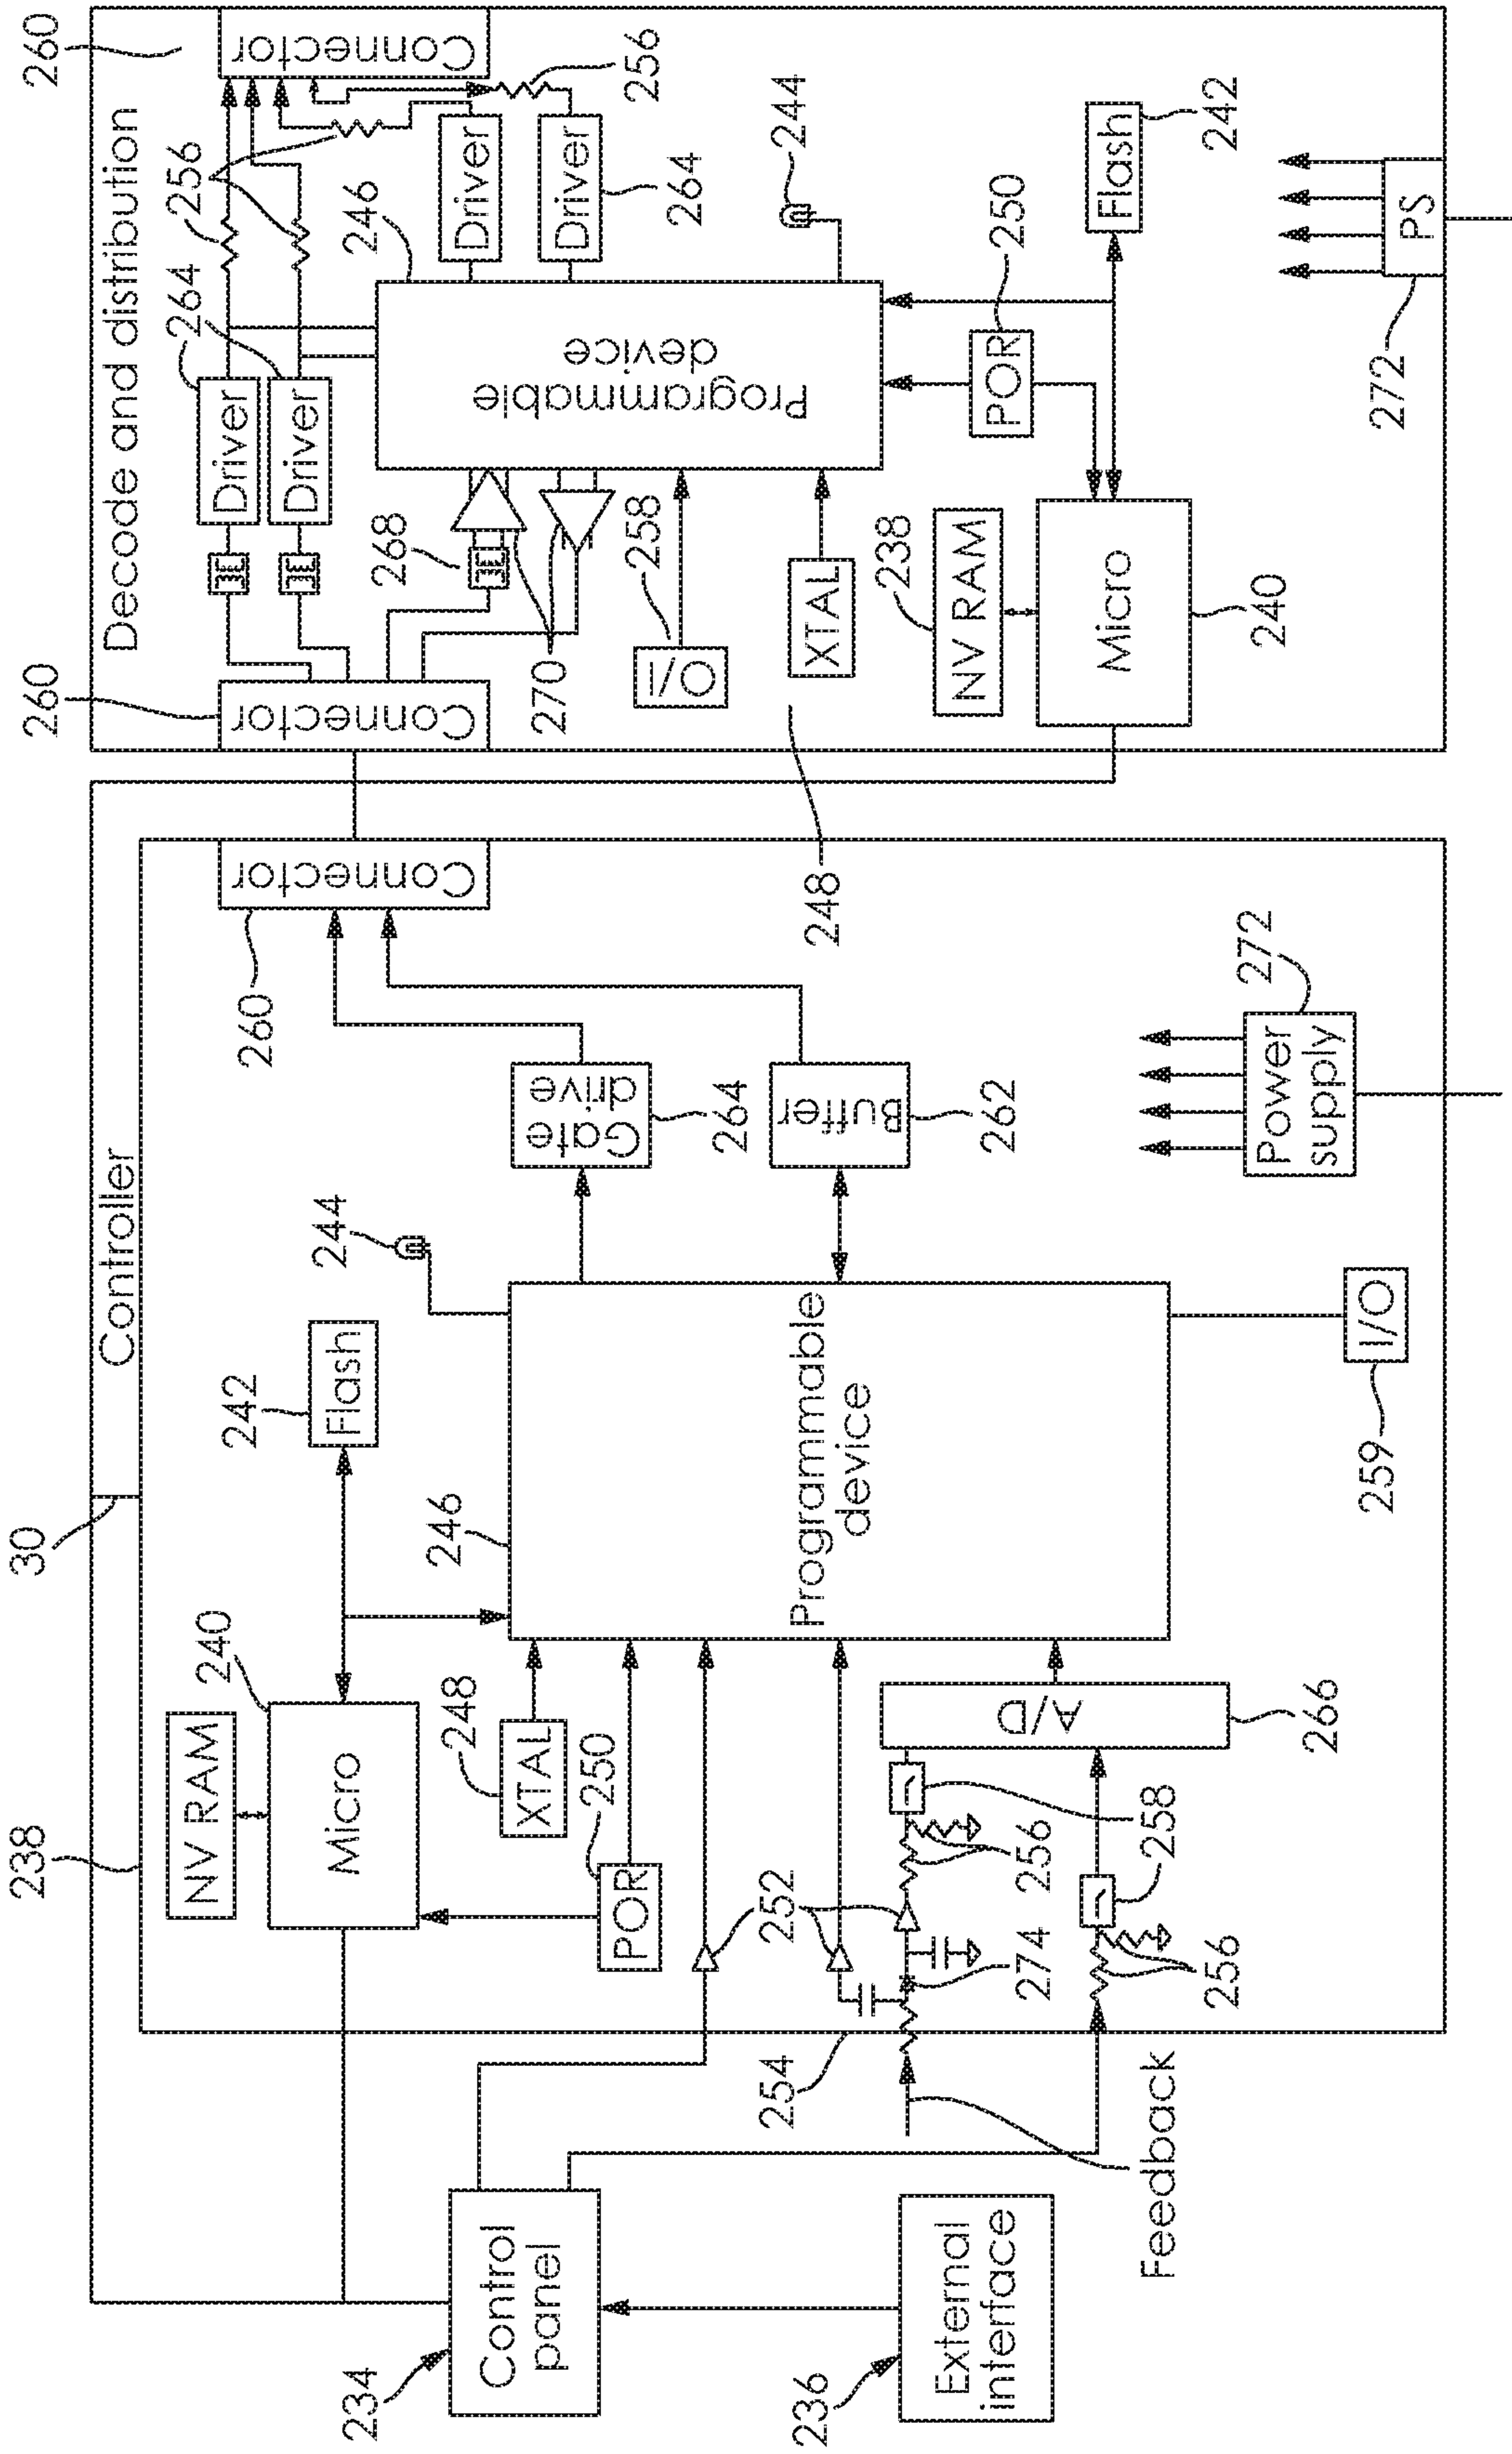 30
238
Controller
NV RAM
240
Micro
242
Flash
244
246
248
XTAL
250
POR
Programmable
device
Gate
drive
264
Buffer
262
260
Connector
234
Control
panel
236
External
interface
254
252
274
256
258
256
A/D
266
Feedback
259
I/O
272
Power
supply
248
Decode and distribution
260
Connector
264
Driver
Driver
256
260
Connector
246
Programmable
device
Driver
Driver
256
264
268
270
258
I/O
XTAL
244
238
NV RAM
Micro
240
250
POR
Flash
242
PS
272